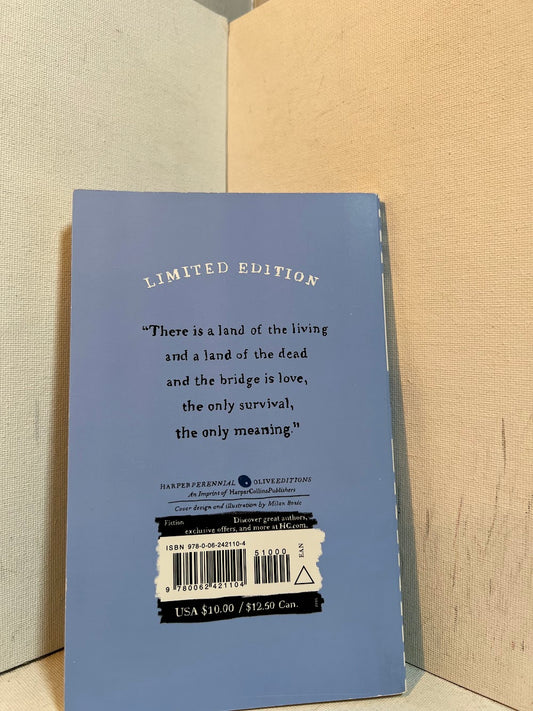 LIMITED EDITION
“There is a land of the living
and a land of the dead
and the bridge is love,
the only survival,
the only meaning.”
HARPERPERENNIAL OLIVEEDITIONS
An Imprint of HarperCollinsPublishers
Cover design and illustration by Milan Bozic
Fiction
Discover great authors,
exclusive offers, and more at HC.com.
ISBN 978-0-06-242110-4
51000
EAN
9 780062 421104
USA $10.00 / $12.50 Can.